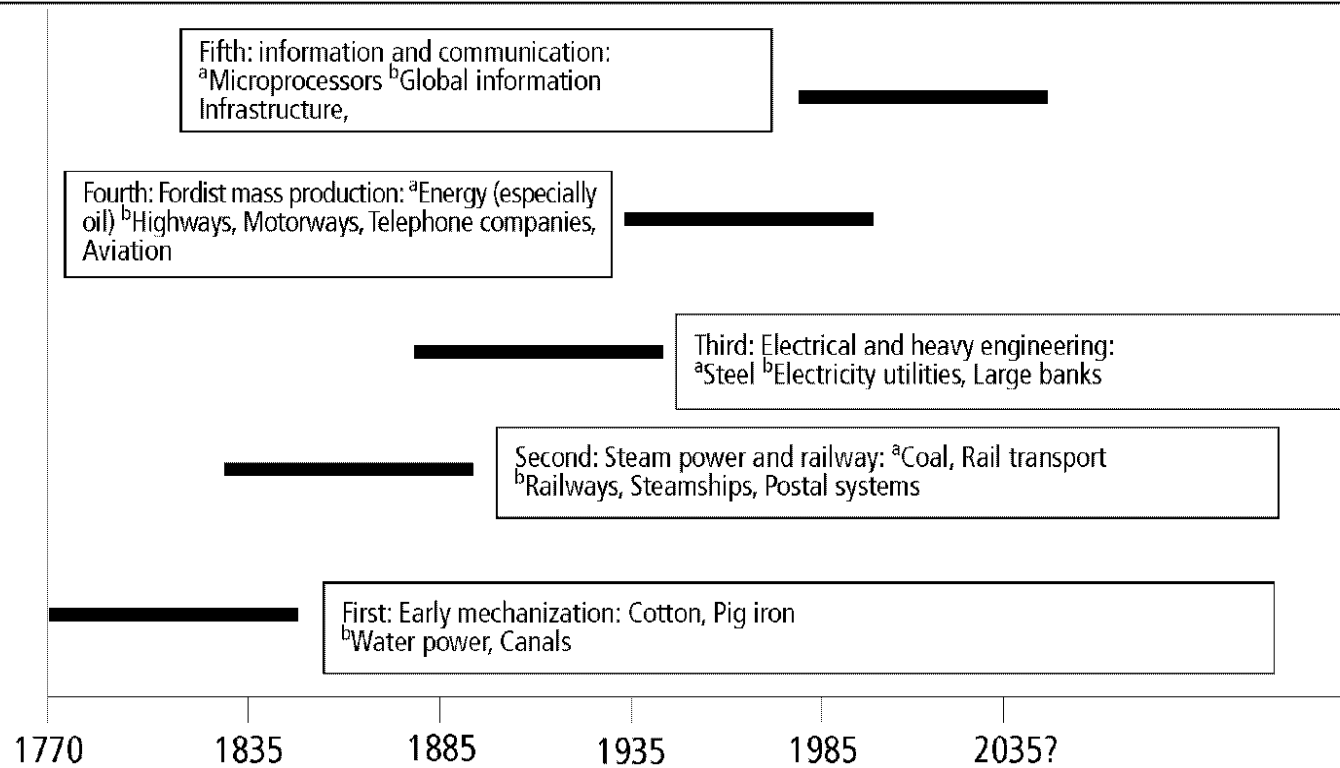 Fifth: information and communication:
ᵃMicroprocessors ᵇGlobal information
Infrastructure,
Fourth: Fordist mass production: ᵃEnergy (especially
oil) ᵇHighways, Motorways, Telephone companies,
Aviation
Third: Electrical and heavy engineering:
ᵃSteel ᵇElectricity utilities, Large banks
Second: Steam power and railway: ᵃCoal, Rail transport
ᵇRailways, Steamships, Postal systems
First: Early mechanization: Cotton, Pig iron
ᵇWater power, Canals
1770 1835 1885 1935 1985 2035?